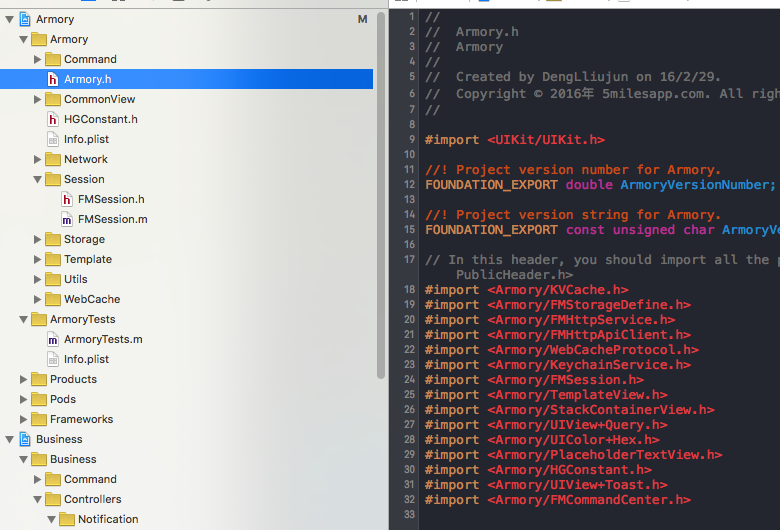 Armory
M
Armory
Command
Armory.h
CommonView
HGConstant.h
Info.plist
Network
Session
FMSession.h
FMSession.m
Storage
Template
Utils
WebCache
ArmoryTests
ArmoryTests.m
Info.plist
Products
Pods
Frameworks
Business
Business
Command
Controllers
Notification
1 //
2 // Armory.h
3 // Armory
4 //
5 // Created by DengLliujun on 16/2/29.
6 // Copyright © 2016年 5milesapp.com. All righ
7 //
8
9 #import <UIKit/UIKit.h>
10
11 //! Project version number for Armory.
12 FOUNDATION_EXPORT double ArmoryVersionNumber;
13
14 //! Project version string for Armory.
15 FOUNDATION_EXPORT const unsigned char ArmoryVe
16
17 // In this header, you should import all the p
PublicHeader.h>
18 #import <Armory/KVCache.h>
19 #import <Armory/FMStorageDefine.h>
20 #import <Armory/FMHttpService.h>
21 #import <Armory/FMHttpApiClient.h>
22 #import <Armory/WebCacheProtocol.h>
23 #import <Armory/KeychainService.h>
24 #import <Armory/FMSession.h>
25 #import <Armory/TemplateView.h>
26 #import <Armory/StackContainerView.h>
27 #import <Armory/UIView+Query.h>
28 #import <Armory/UIColor+Hex.h>
29 #import <Armory/PlaceholderTextView.h>
30 #import <Armory/HGConstant.h>
31 #import <Armory/UIView+Toast.h>
32 #import <Armory/FMCommandCenter.h>
33